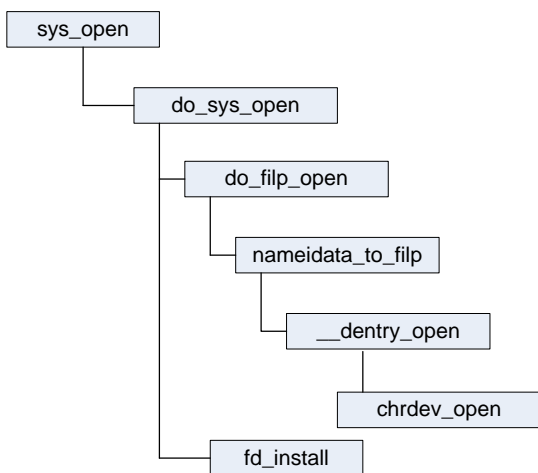 sys_open
do_sys_open
do_filp_open
nameidata_to_filp
__dentry_open
chrdev_open
fd_install